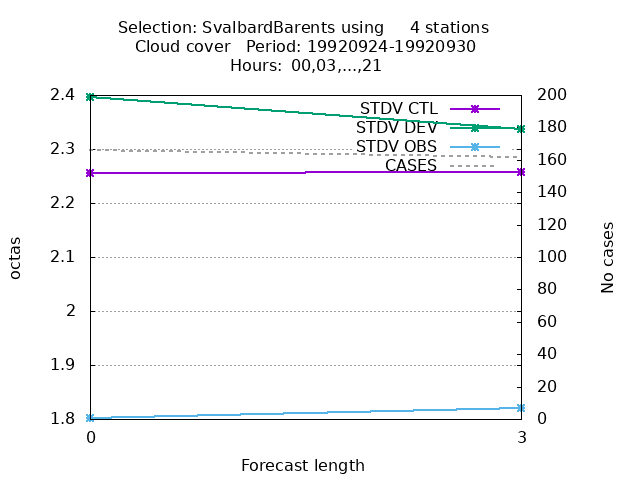 Selection: SvalbardBarents using     4 stations
Cloud cover   Period: 19920924-19920930
Hours:  00,03,...,21
2.4
2.3
2.2
2.1
2
1.9
1.8
octas
STDV CTL
STDV DEV
STDV OBS
CASES
200
180
160
140
120
100
80
60
40
20
0
No cases
0
3
Forecast length